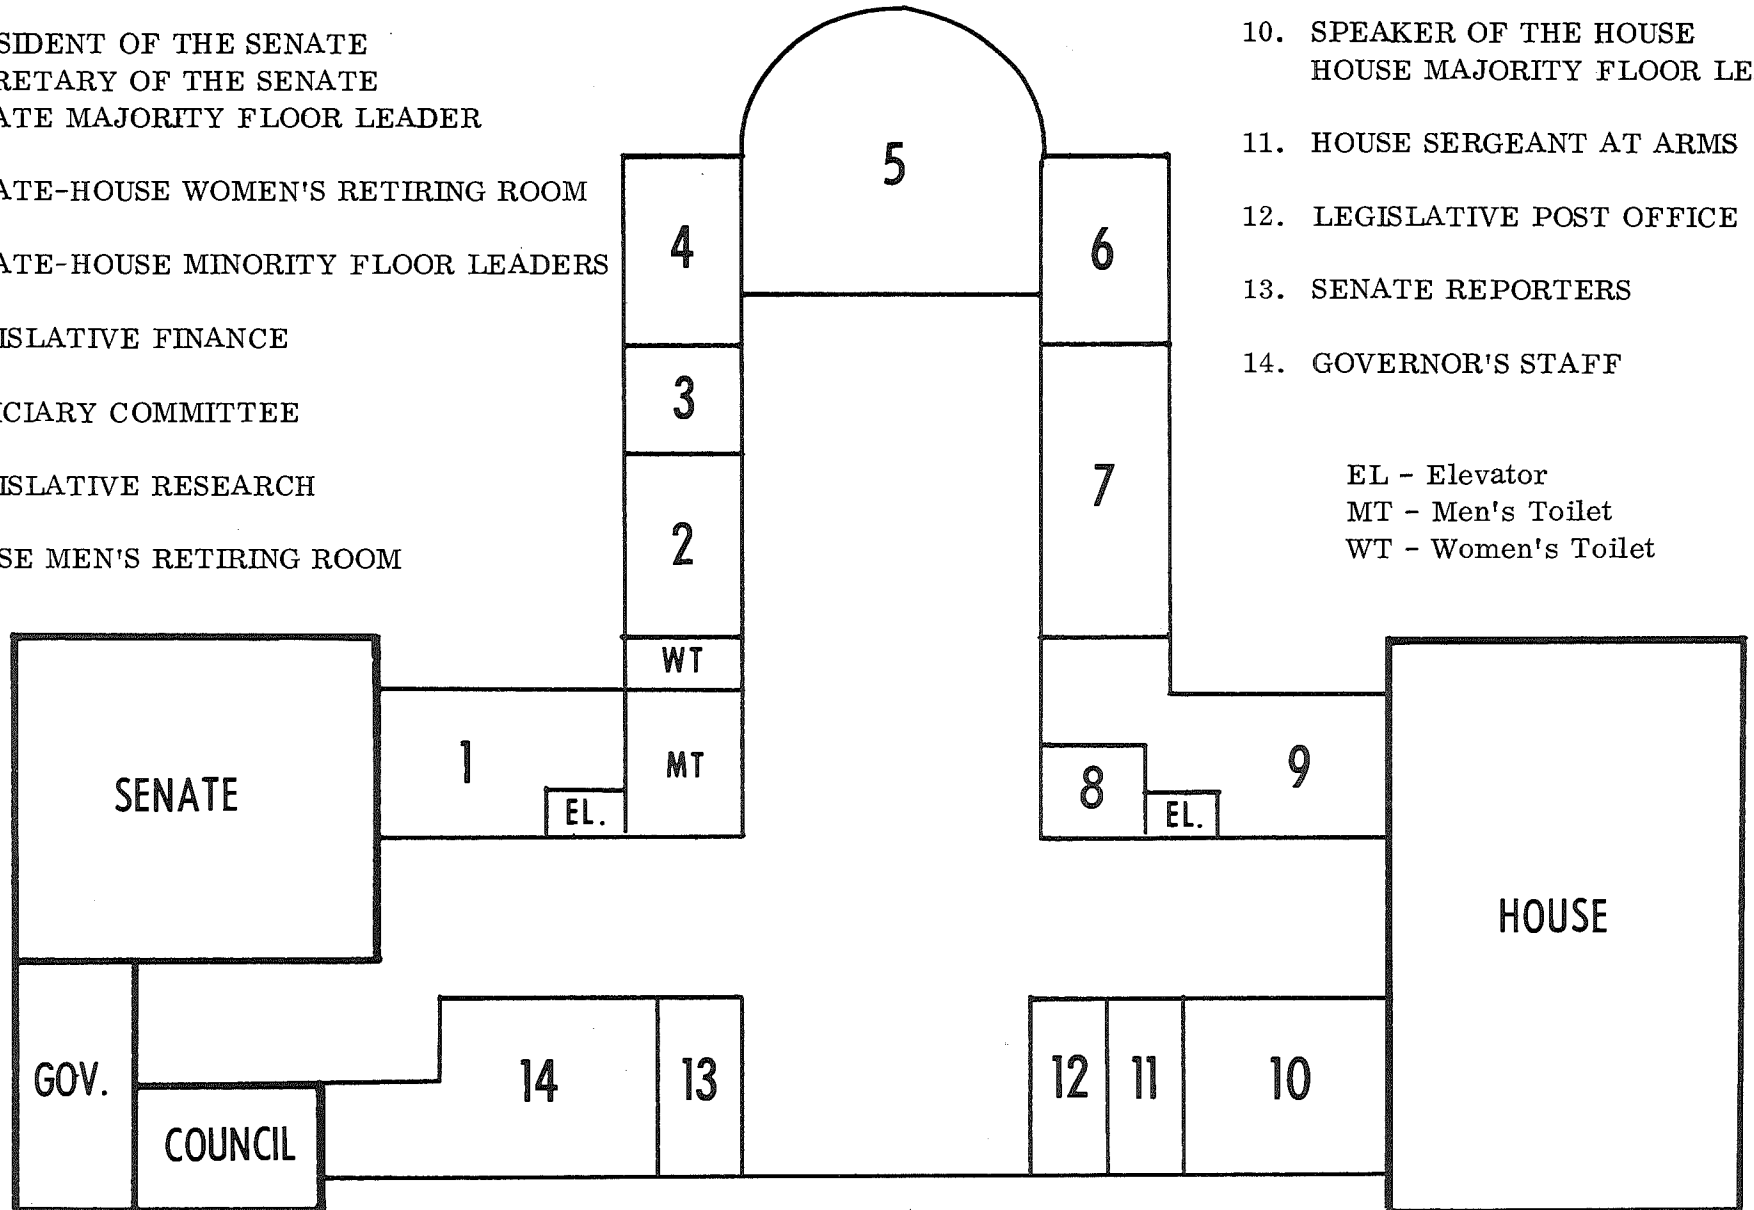 SIDENT OF THE SENATE
RETARY OF THE SENATE
ATE MAJORITY FLOOR LEADER
ATE-HOUSE WOMEN'S RETIRING ROOM
ATE-HOUSE MINORITY FLOOR LEADERS
ISLATIVE FINANCE
ICIARY COMMITTEE
ISLATIVE RESEARCH
SE MEN'S RETIRING ROOM
10. SPEAKER OF THE HOUSE
HOUSE MAJORITY FLOOR LE
11. HOUSE SERGEANT AT ARMS
12. LEGISLATIVE POST OFFICE
13. SENATE REPORTERS
14. GOVERNOR'S STAFF
EL - Elevator
MT - Men's Toilet
WT - Women's Toilet
5
4
6
3
7
2
WT
SENATE
1
EL.
MT
8
EL.
9
HOUSE
GOV.
COUNCIL
14
13
12
11
10